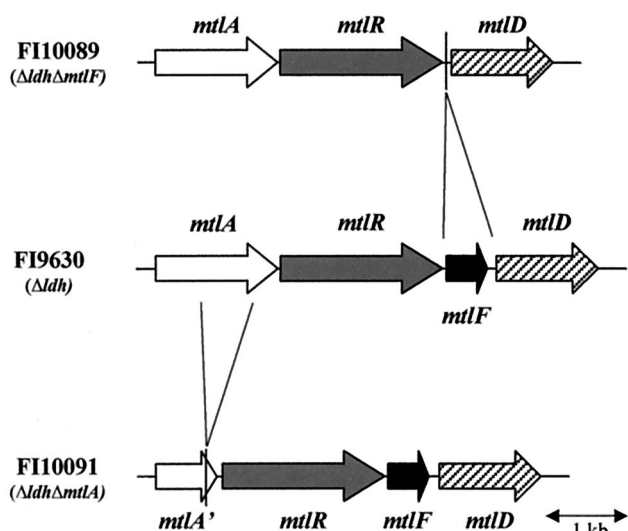 mtlA mtlR mtlD
FI10089
(ΔldhΔmtlF)
mtlA mtlR mtlD
FI9630
(Δldh)
mtlF
FI10091
(ΔldhΔmtlA)
mtlA’ mtlR mtlF mtlD
1 kb